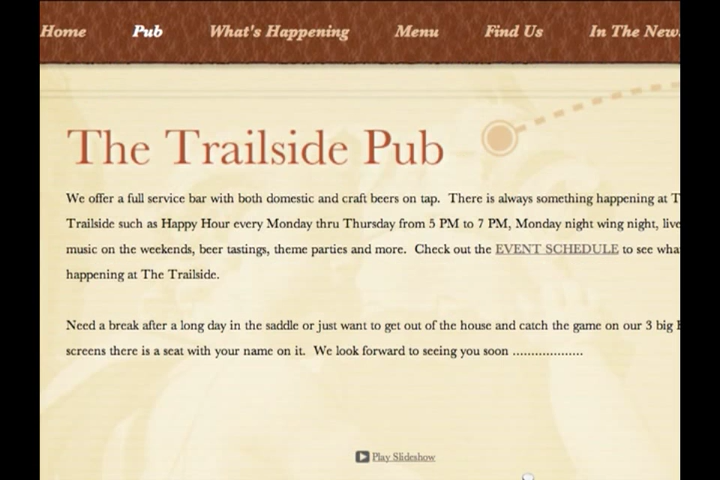 Home Pub What's Happening Menu Find Us In The News
The Trailside Pub
We offer a full service bar with both domestic and craft beers on tap. There is always something happening at T
Trailside such as Happy Hour every Monday thru Thursday from 5 PM to 7 PM, Monday night wing night, live
music on the weekends, beer tastings, theme parties and more. Check out the EVENT SCHEDULE to see wha
happening at The Trailside.
Need a break after a long day in the saddle or just want to get out of the house and catch the game on our 3 big
screens there is a seat with your name on it. We look forward to seeing you soon ...................
Play Slideshow